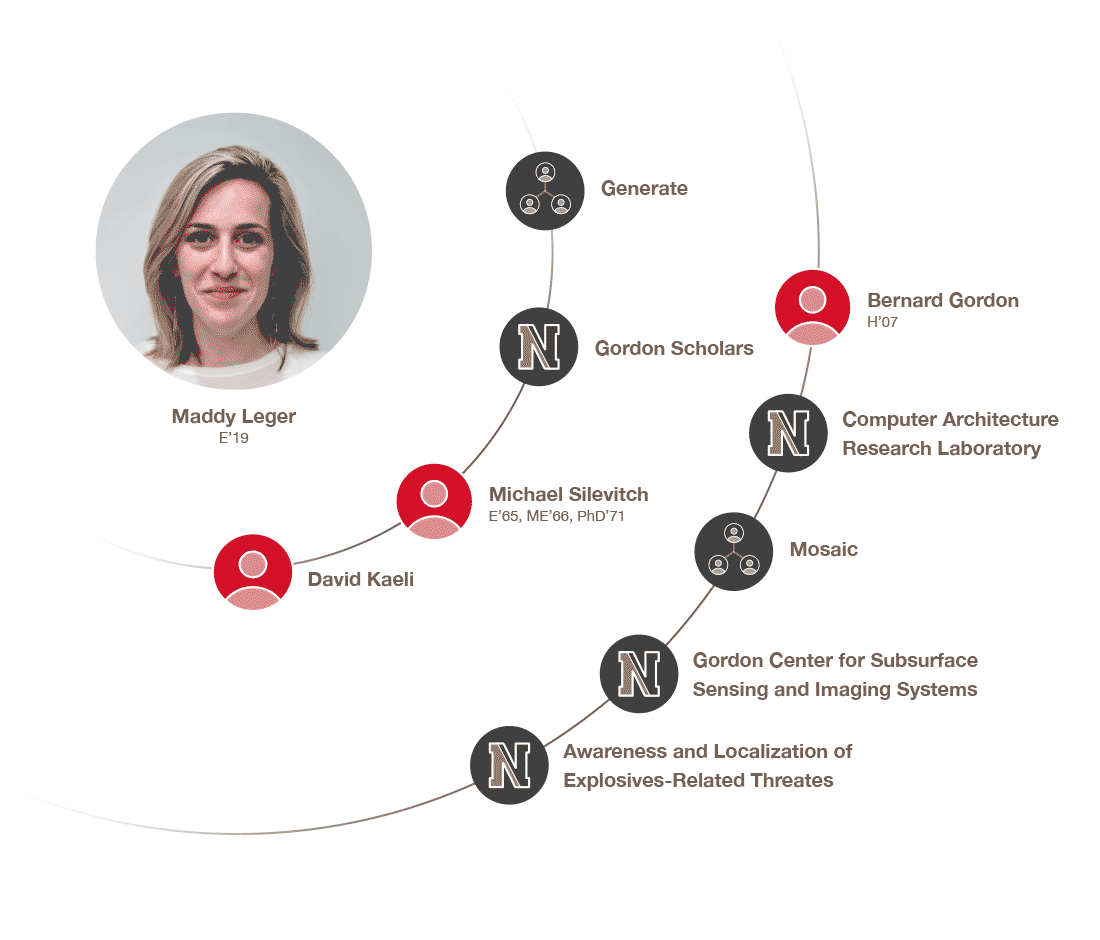 Maddy Leger
E’19
Generate
Gordon Scholars
Michael Silevitch
E’65, ME’66, PhD’71
David Kaeli
Bernard Gordon
H’07
Computer Architecture
Research Laboratory
Mosaic
Gordon Center for Subsurface
Sensing and Imaging Systems
Awareness and Localization of
Explosives-Related Threates
N
N
N
N